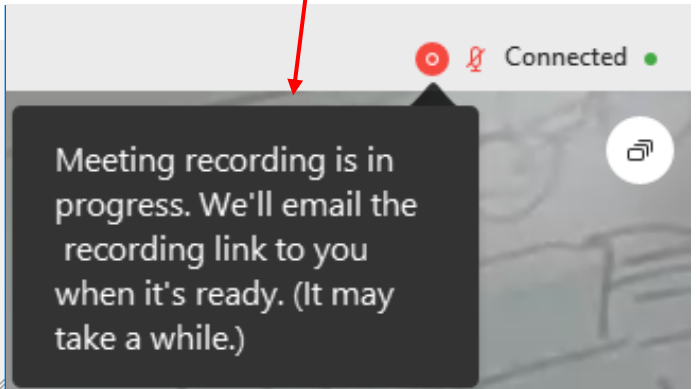 Connected
Meeting recording is in
progress. We'll email the
recording link to you
when it's ready. (It may
take a while.)